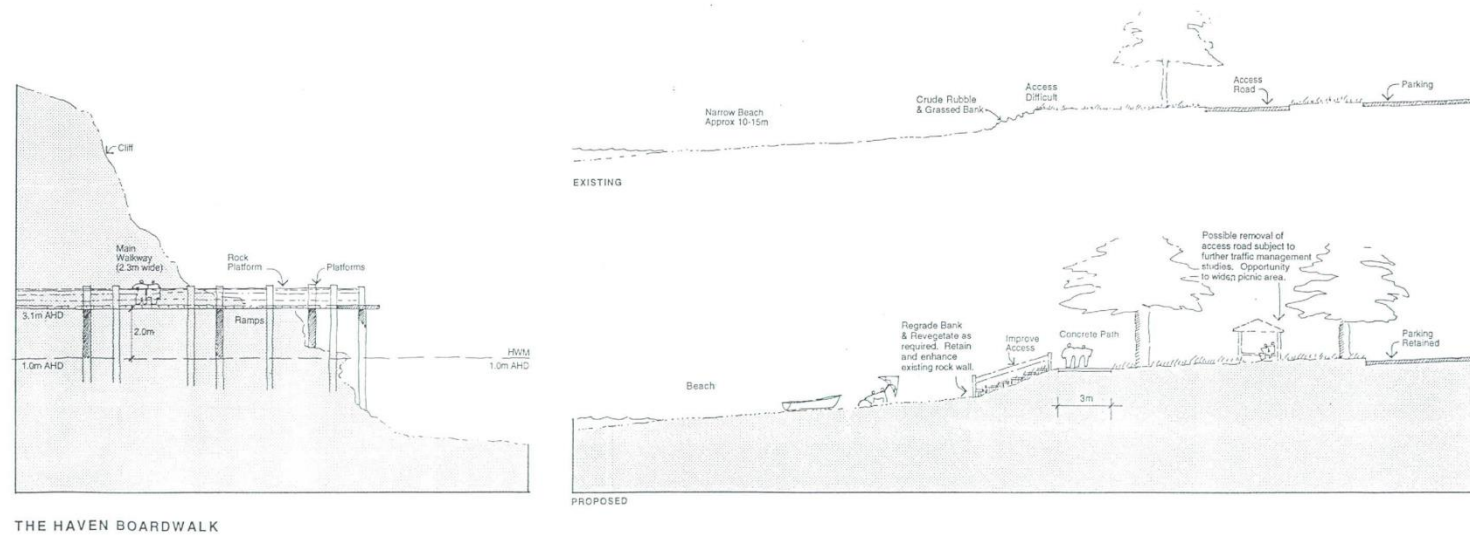 Cliff
Main
Walkway
(2.3m wide)
Rock
Platform
Platforms
3.1m AHD
2.0m
Ramps
HWM
1.0m AHD
1.0m AHD
THE HAVEN BOARDWALK
Narrow Beach
Approx 10-15m
Crude Rubble
& Grassed Bank
Access
Difficult
Access
Road
Parking
EXISTING
Beach
Regrade Bank
& Revegetate as
required. Retain
and enhance
existing rock wall.
Improve
Access
Concrete Path
3m
Possible removal of
access road subject to
further traffic management
studies. Opportunity
to widen picnic area.
Parking
Retained
PROPOSED